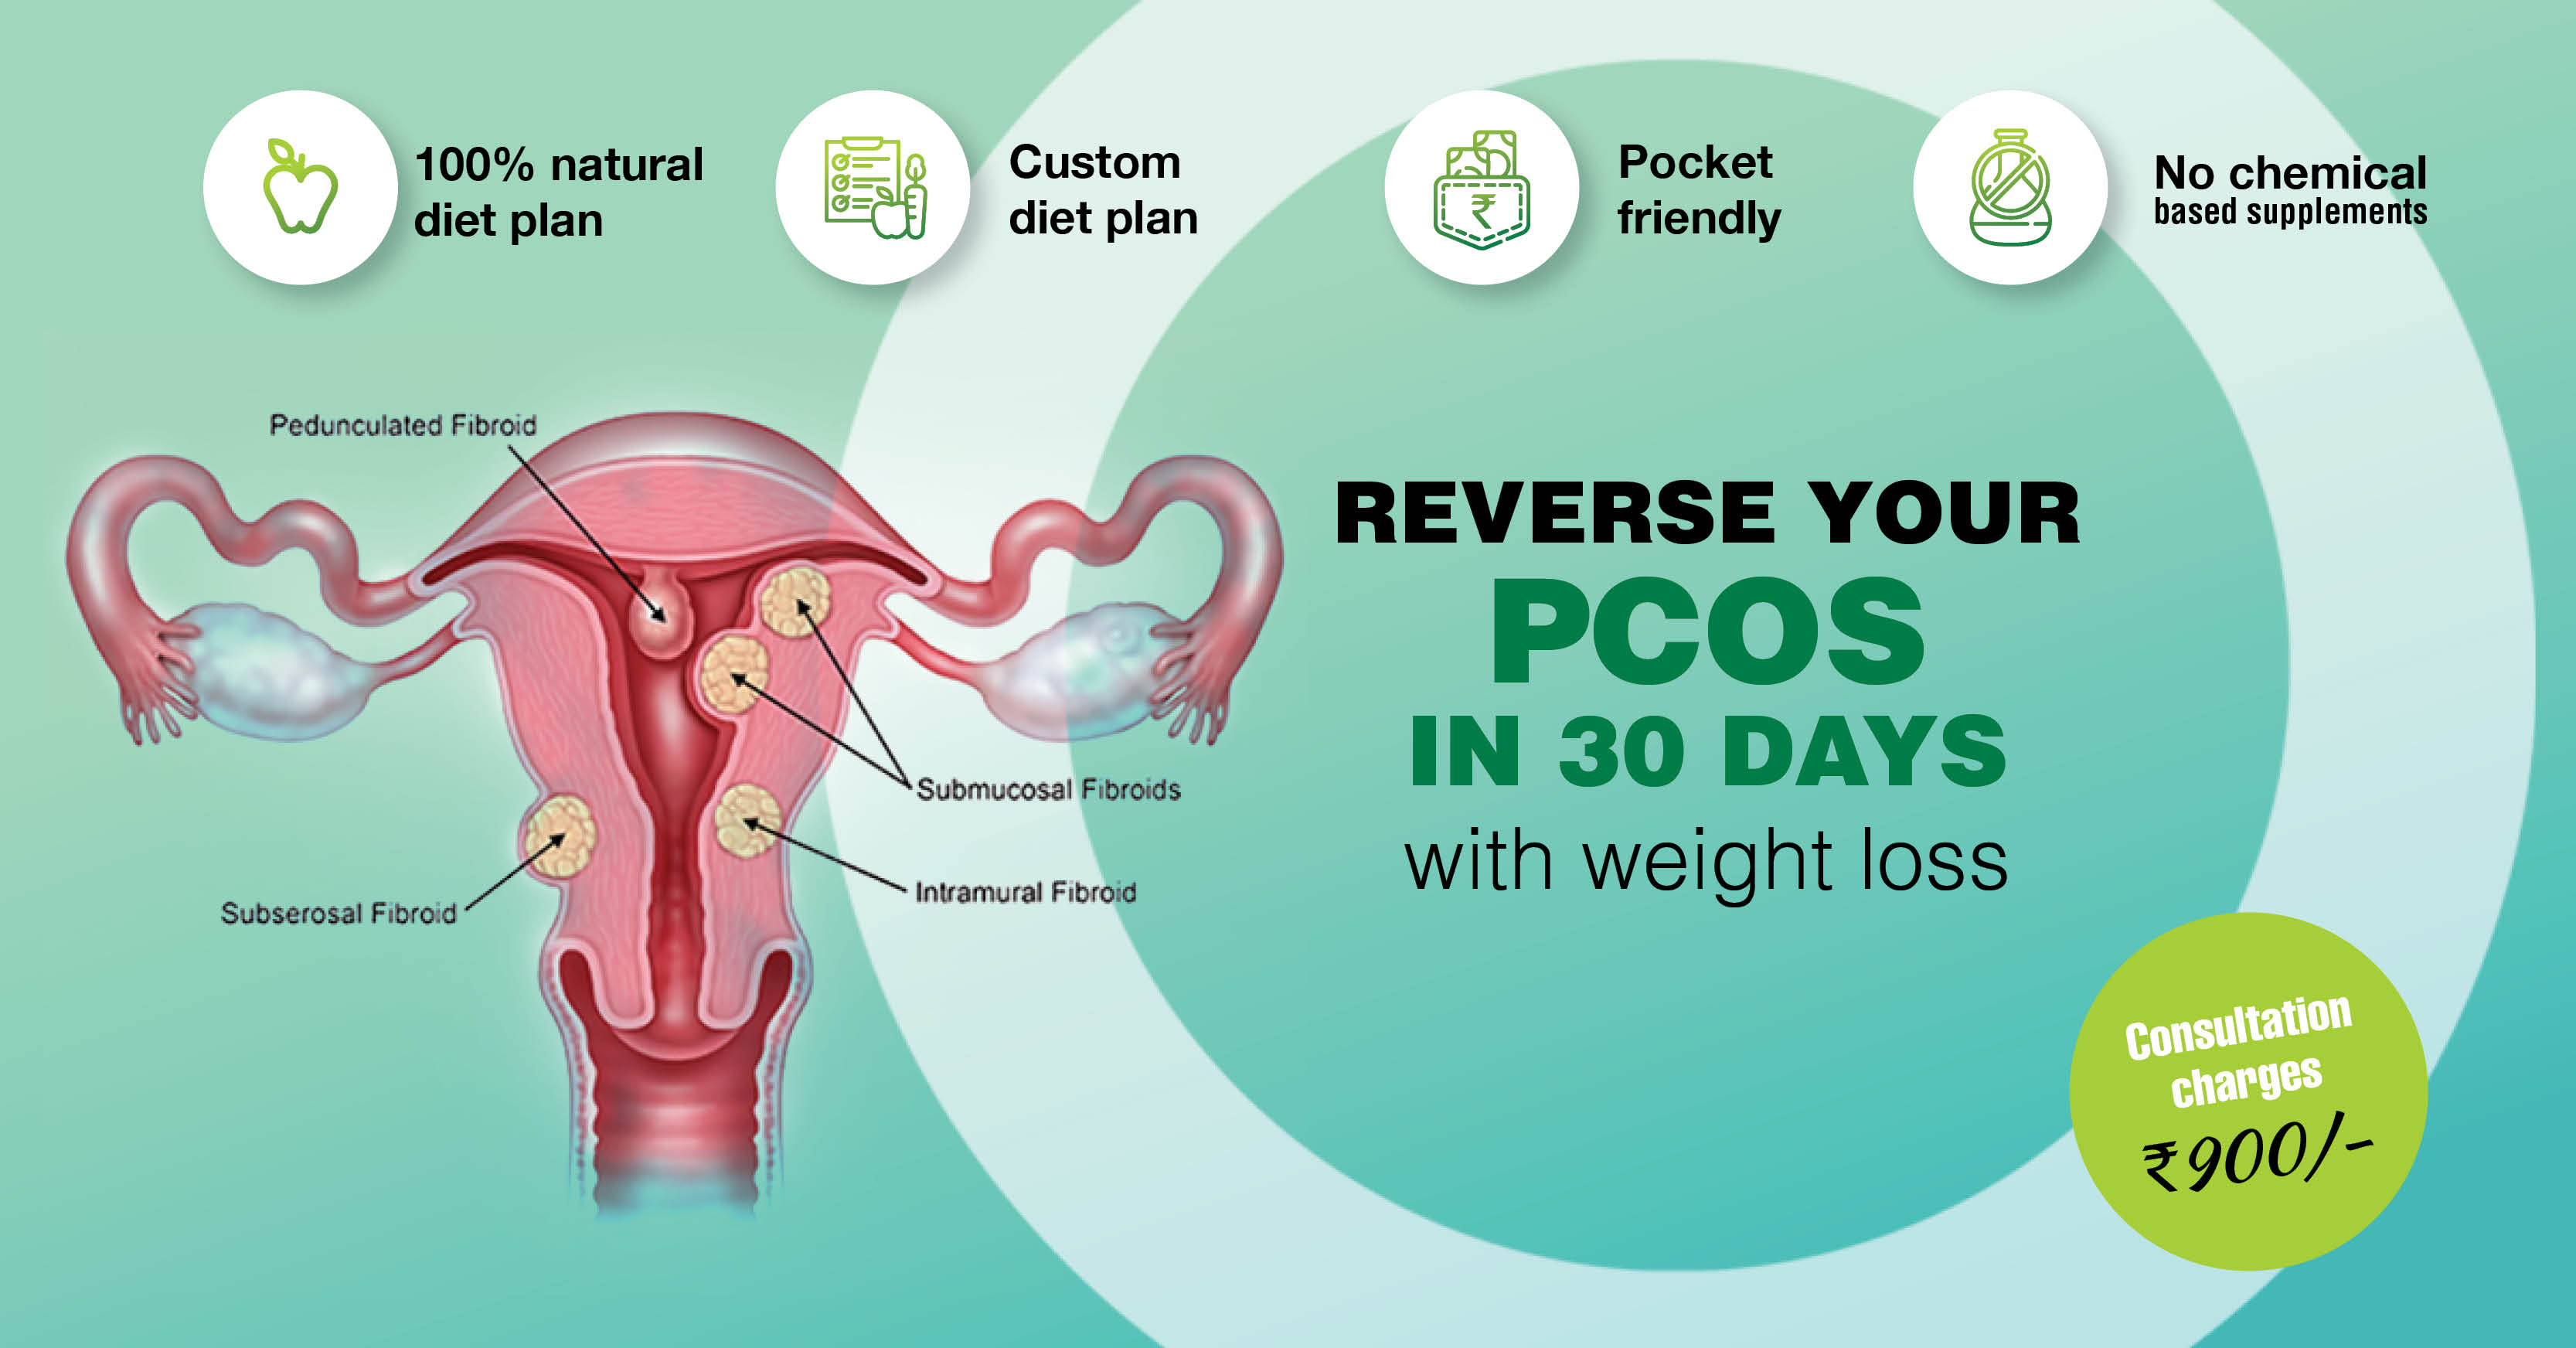 100% natural
diet plan
Custom
diet plan
Pocket
friendly
No chemical
based supplements
Pedunculated Fibroid
Submucosal Fibroids
Intramural Fibroid
Subserosal Fibroid
REVERSE YOUR
PCOS
IN 30 DAYS
with weight loss
Consultation
charges
₹900/-